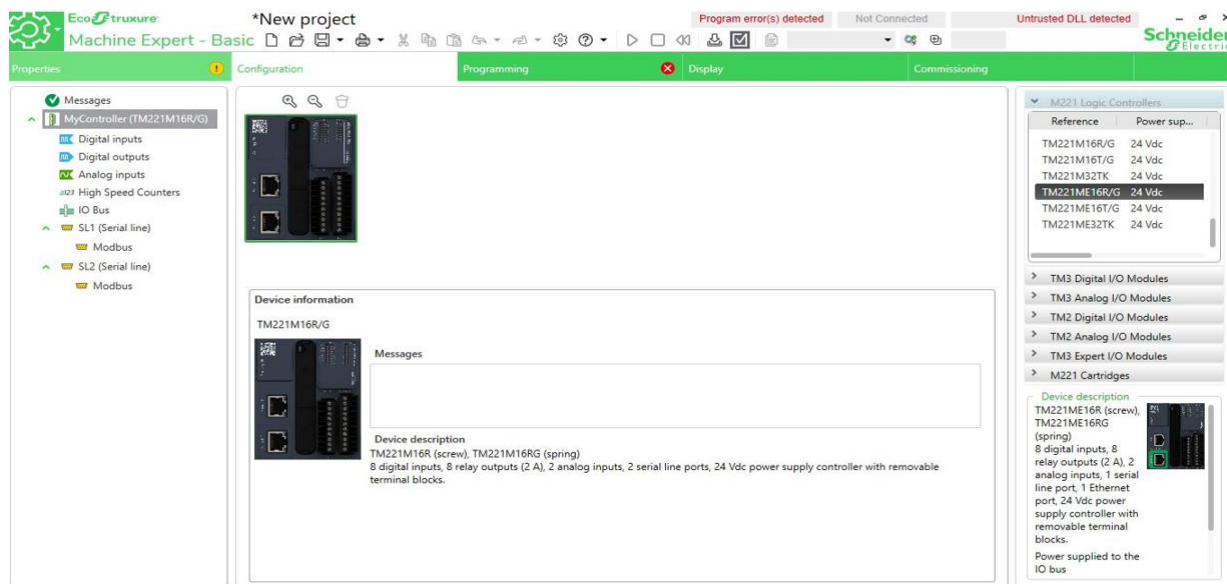 EcoStruxure
*New project
Program error(s) detected
Not Connected
Untrusted DLL detected
Machine Expert - Basic
Schneider
Electric
Properties
Configuration
Programming
Display
Commissioning
Messages
MyController (TM221M16R/G)
Digital inputs
Digital outputs
Analog inputs
High Speed Counters
IO Bus
SL1 (Serial line)
Modbus
SL2 (Serial line)
Modbus
Device information
TM221M16R/G
Messages
Device description
TM221M16R (screw), TM221M16RG (spring)
8 digital inputs, 8 relay outputs (2 A), 2 analog inputs, 2 serial line ports, 24 Vdc power supply controller with removable
terminal blocks.
M221 Logic Controllers
Reference Power sup...
TM221M16R/G 24 Vdc
TM221M16T/G 24 Vdc
TM221M32TK 24 Vdc
TM221ME16R/G 24 Vdc
TM221ME16T/G 24 Vdc
TM221ME32TK 24 Vdc
TM3 Digital I/O Modules
TM3 Analog I/O Modules
TM2 Digital I/O Modules
TM2 Analog I/O Modules
TM3 Expert I/O Modules
M221 Cartridges
Device description
TM221ME16R (screw),
TM221ME16RG
(spring)
8 digital inputs, 8
relay outputs (2 A), 2
analog inputs, 1 serial
line port, 1 Ethernet
port, 24 Vdc power
supply controller with
removable terminal
blocks.
Power supplied to the
IO bus